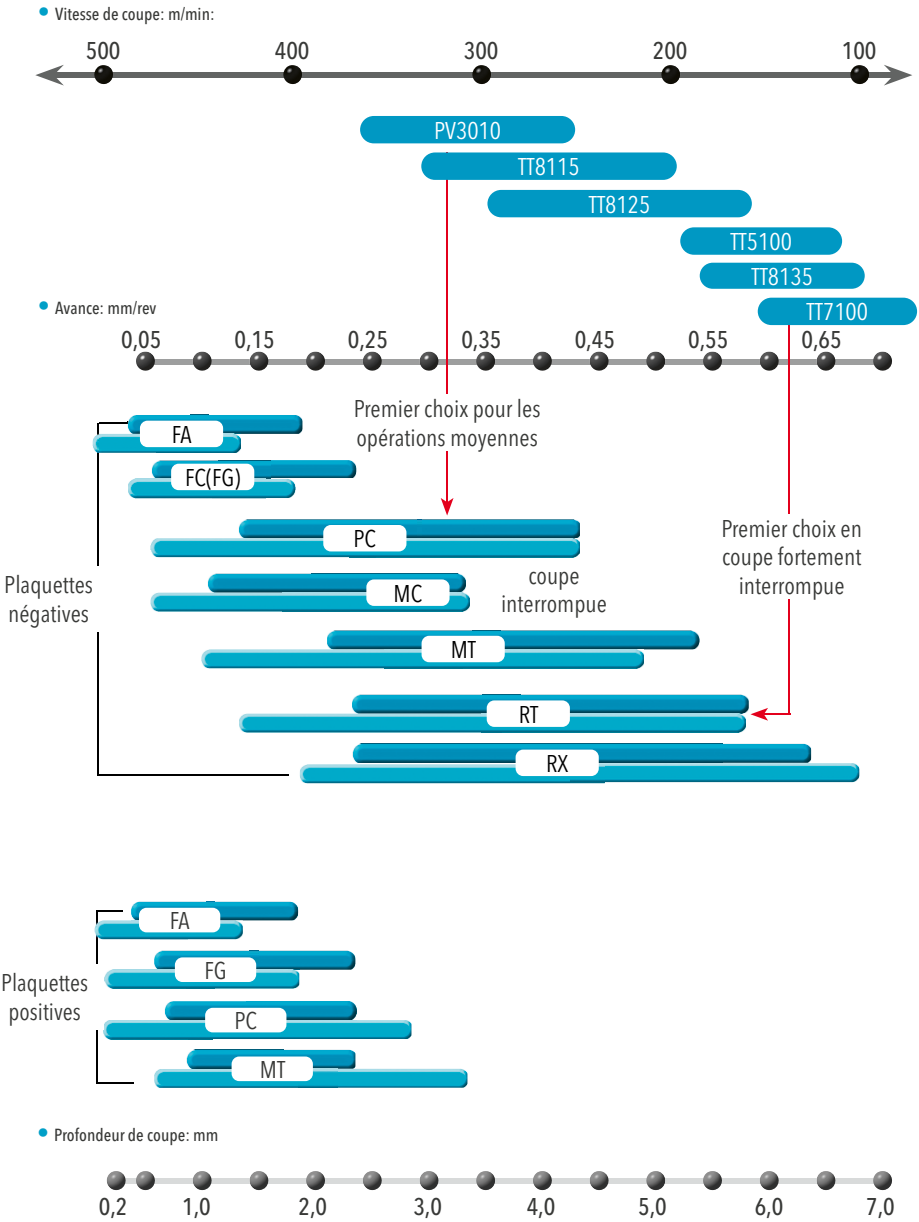 Vitesse de coupe: m/min:
500 400 300 200 100
PV3010
TT8115
TT8125
TT5100
TT8135
TT7100
Avance: mm/rev
0,05 0,15 0,25 0,35 0,45 0,55 0,65
Premier choix pour les
opérations moyennes
FA
FC(FG)
PC
Premier choix en
coupe fortement
interrompue
coupe
interrompue
Plaquettes
négatives
MC
MT
RT
RX
FA
FG
Plaquettes
positives
PC
MT
Profondeur de coupe: mm
0,2 1,0 2,0 3,0 4,0 5,0 6,0 7,0